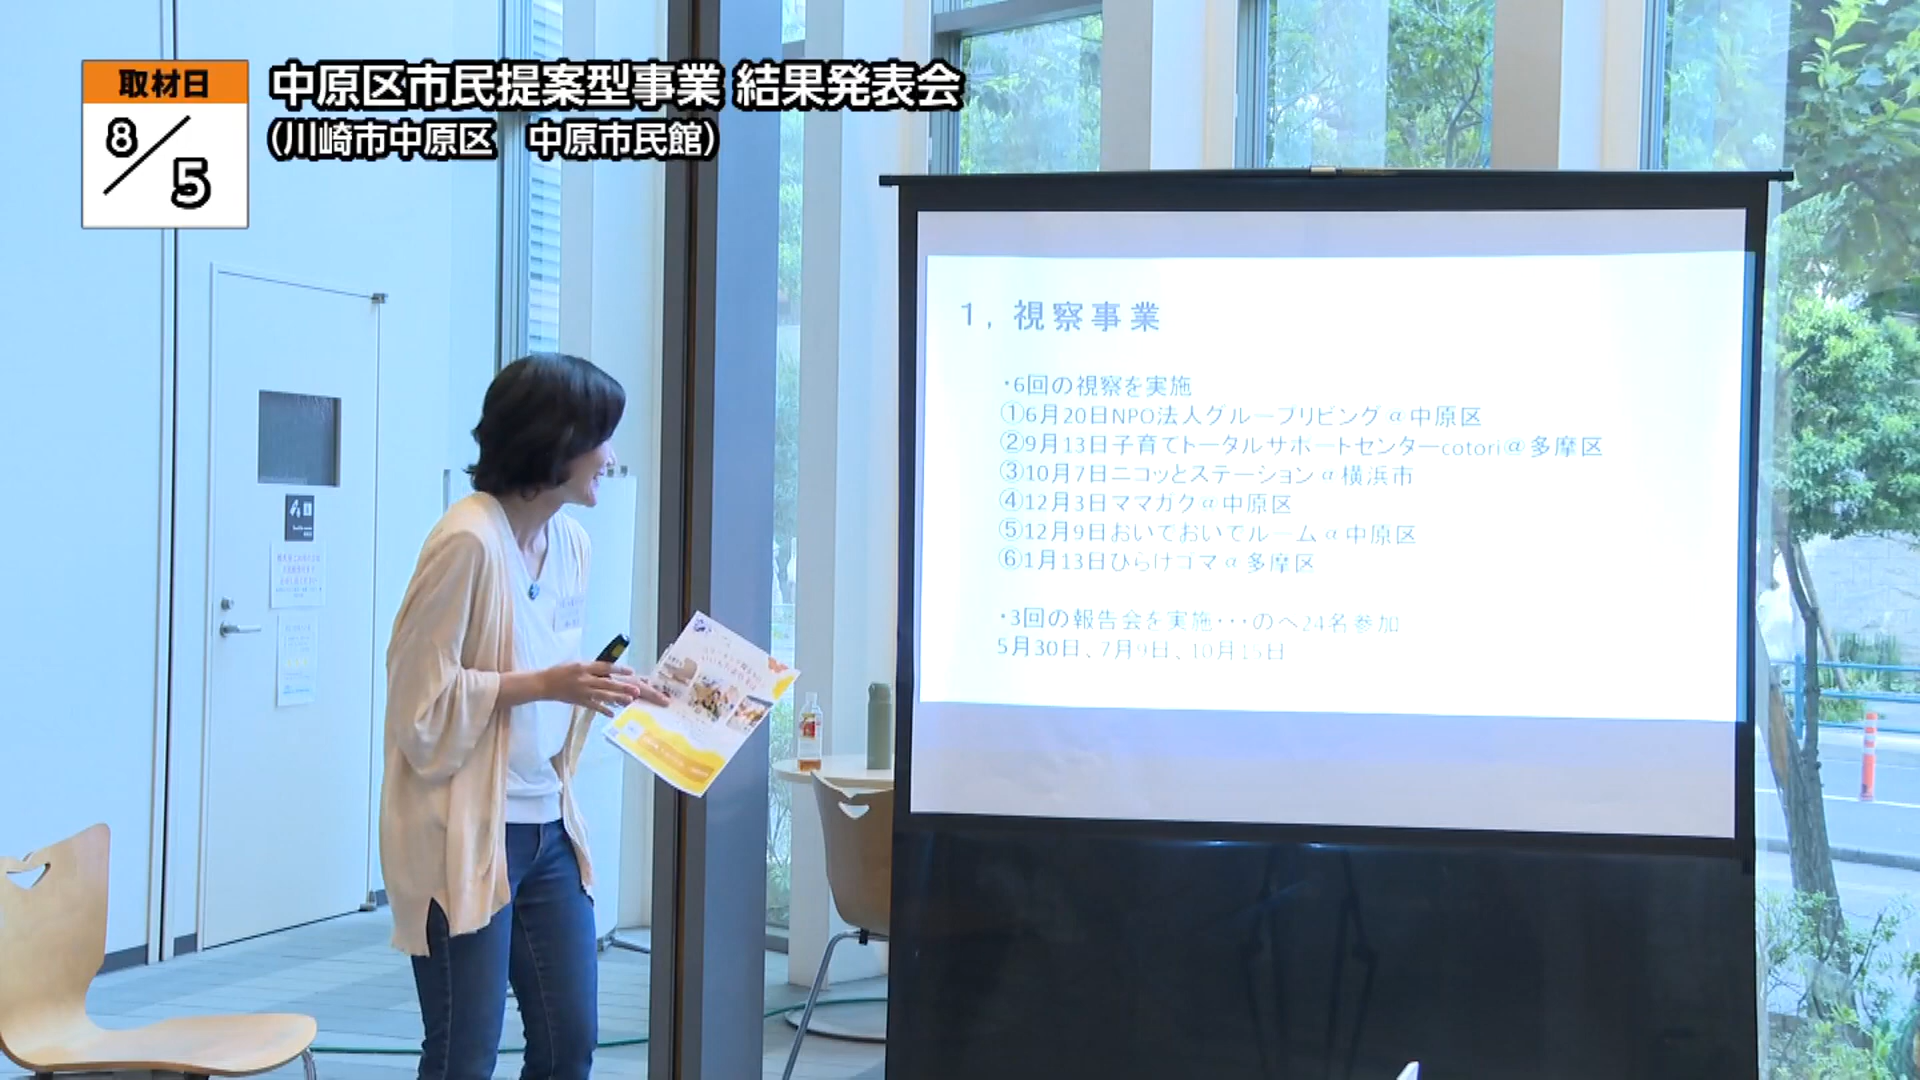 取材日
8/5
中原区市民提案型事業 結果発表会
(川崎市中原区 中原市民館)
1, 視察事業
・6回の視察を実施
①6月20日NPO法人グループリビング@中原区
②9月13日子育てトータルサポートセンターcotori@多摩区
③10月7日ニコッとステーション@横浜市
④12月3日ママガク@中原区
⑤12月9日おいでおいでルーム@中原区
⑥1月13日ひらけゴマ@多摩区
・3回の報告会を実施・・・のべ24名参加
5月30日、7月9日、10月15日